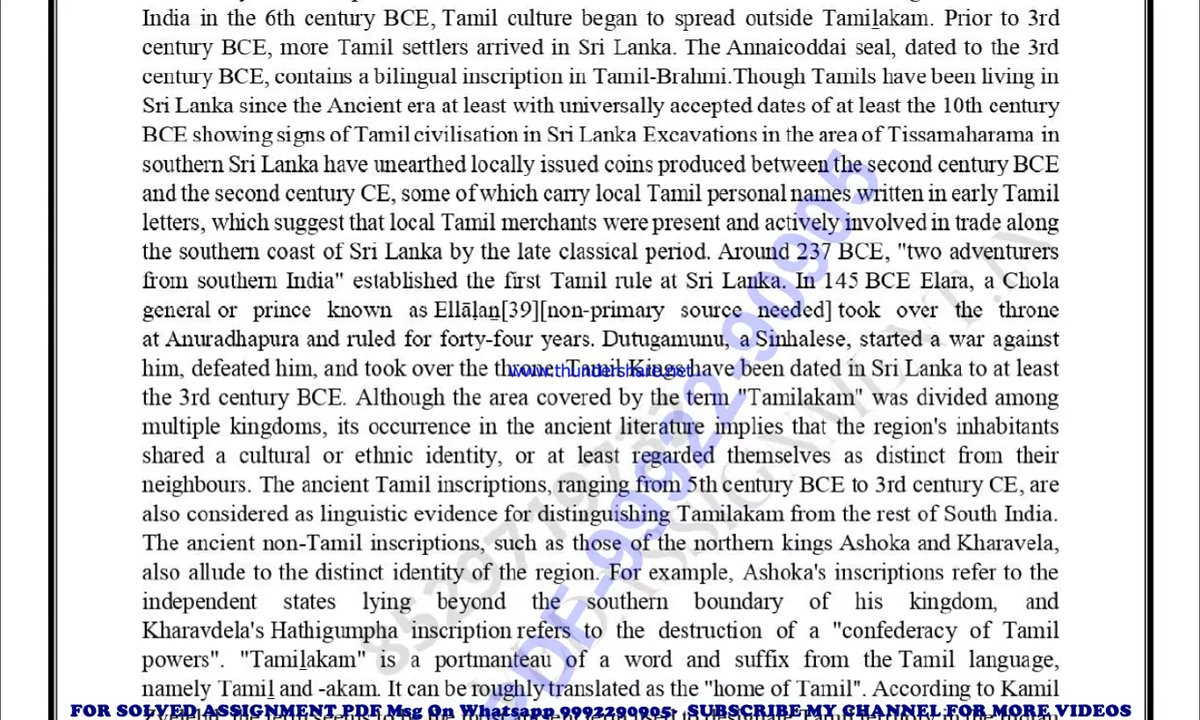 India in the 6th century BCE, Tamil culture began to spread outside Tamiḻakam. Prior to 3rd
century BCE, more Tamil settlers arrived in Sri Lanka. The Annaicoddai seal, dated to the 3rd
century BCE, contains a bilingual inscription in Tamil-Brahmi.Though Tamils have been living in
Sri Lanka since the Ancient era at least with universally accepted dates of at least the 10th century
BCE showing signs of Tamil civilisation in Sri Lanka Excavations in the area of Tissamaharama in
southern Sri Lanka have unearthed locally issued coins produced between the second century BCE
and the second century CE, some of which carry local Tamil personal names written in early Tamil
letters, which suggest that local Tamil merchants were present and actively involved in trade along
the southern coast of Sri Lanka by the late classical period. Around 237 BCE, "two adventurers
from southern India" established the first Tamil rule at Sri Lanka. In 145 BCE Elara, a Chola
general or prince known as Ellāḷaṉ[39][non-primary source needed] took over the throne
at Anuradhapura and ruled for forty-four years. Dutugamunu, a Sinhalese, started a war against
him, defeated him, and took over the throne. Tamil Kings have been dated in Sri Lanka to at least
www.thundershare.net
the 3rd century BCE. Although the area covered by the term "Tamilakam" was divided among
multiple kingdoms, its occurrence in the ancient literature implies that the region's inhabitants
shared a cultural or ethnic identity, or at least regarded themselves as distinct from their
neighbours. The ancient Tamil inscriptions, ranging from 5th century BCE to 3rd century CE, are
also considered as linguistic evidence for distinguishing Tamilakam from the rest of South India.
The ancient non-Tamil inscriptions, such as those of the northern kings Ashoka and Kharavela,
also allude to the distinct identity of the region. For example, Ashoka's inscriptions refer to the
independent states lying beyond the southern boundary of his kingdom, and
Kharavdela's Hathigumpha inscription refers to the destruction of a "confederacy of Tamil
powers". "Tamiḻakam" is a portmanteau of a word and suffix from the Tamil language,
namely Tamiḻ and -akam. It can be roughly translated as the "home of Tamil". According to Kamil
PDF-99922-90905
FOR SOLVED ASSIGNMENT PDF Msg On Whatsapp 9992290905- SUBSCRIBE MY CHANNEL FOR MORE VIDEOS